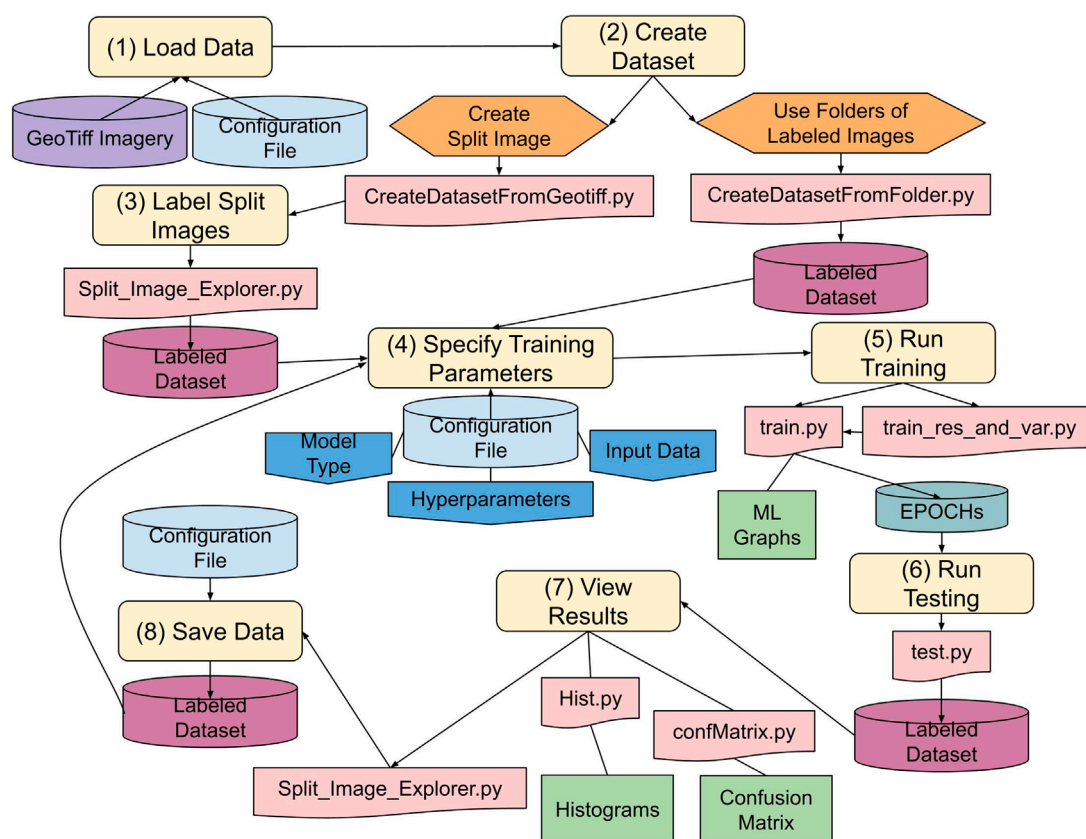 (1) Load Data
(2) Create
Dataset
GeoTiff Imagery
Configuration
File
Create
Split Image
Use Folders of
Labeled Images
CreateDatasetFromGeotiff.py
CreateDatasetFromFolder.py
(3) Label Split
Images
Split_Image_Explorer.py
Labeled
Dataset
Labeled
Dataset
(4) Specify Training
Parameters
(5) Run
Training
Configuration
File
Model
Type
Input Data
Hyperparameters
train.py
train_res_and_var.py
ML
Graphs
EPOCHs
Configuration
File
(6) Run
Testing
(7) View
Results
(8) Save Data
test.py
Labeled
Dataset
Hist.py
confMatrix.py
Labeled
Dataset
Split_Image_Explorer.py
Histograms
Confusion
Matrix